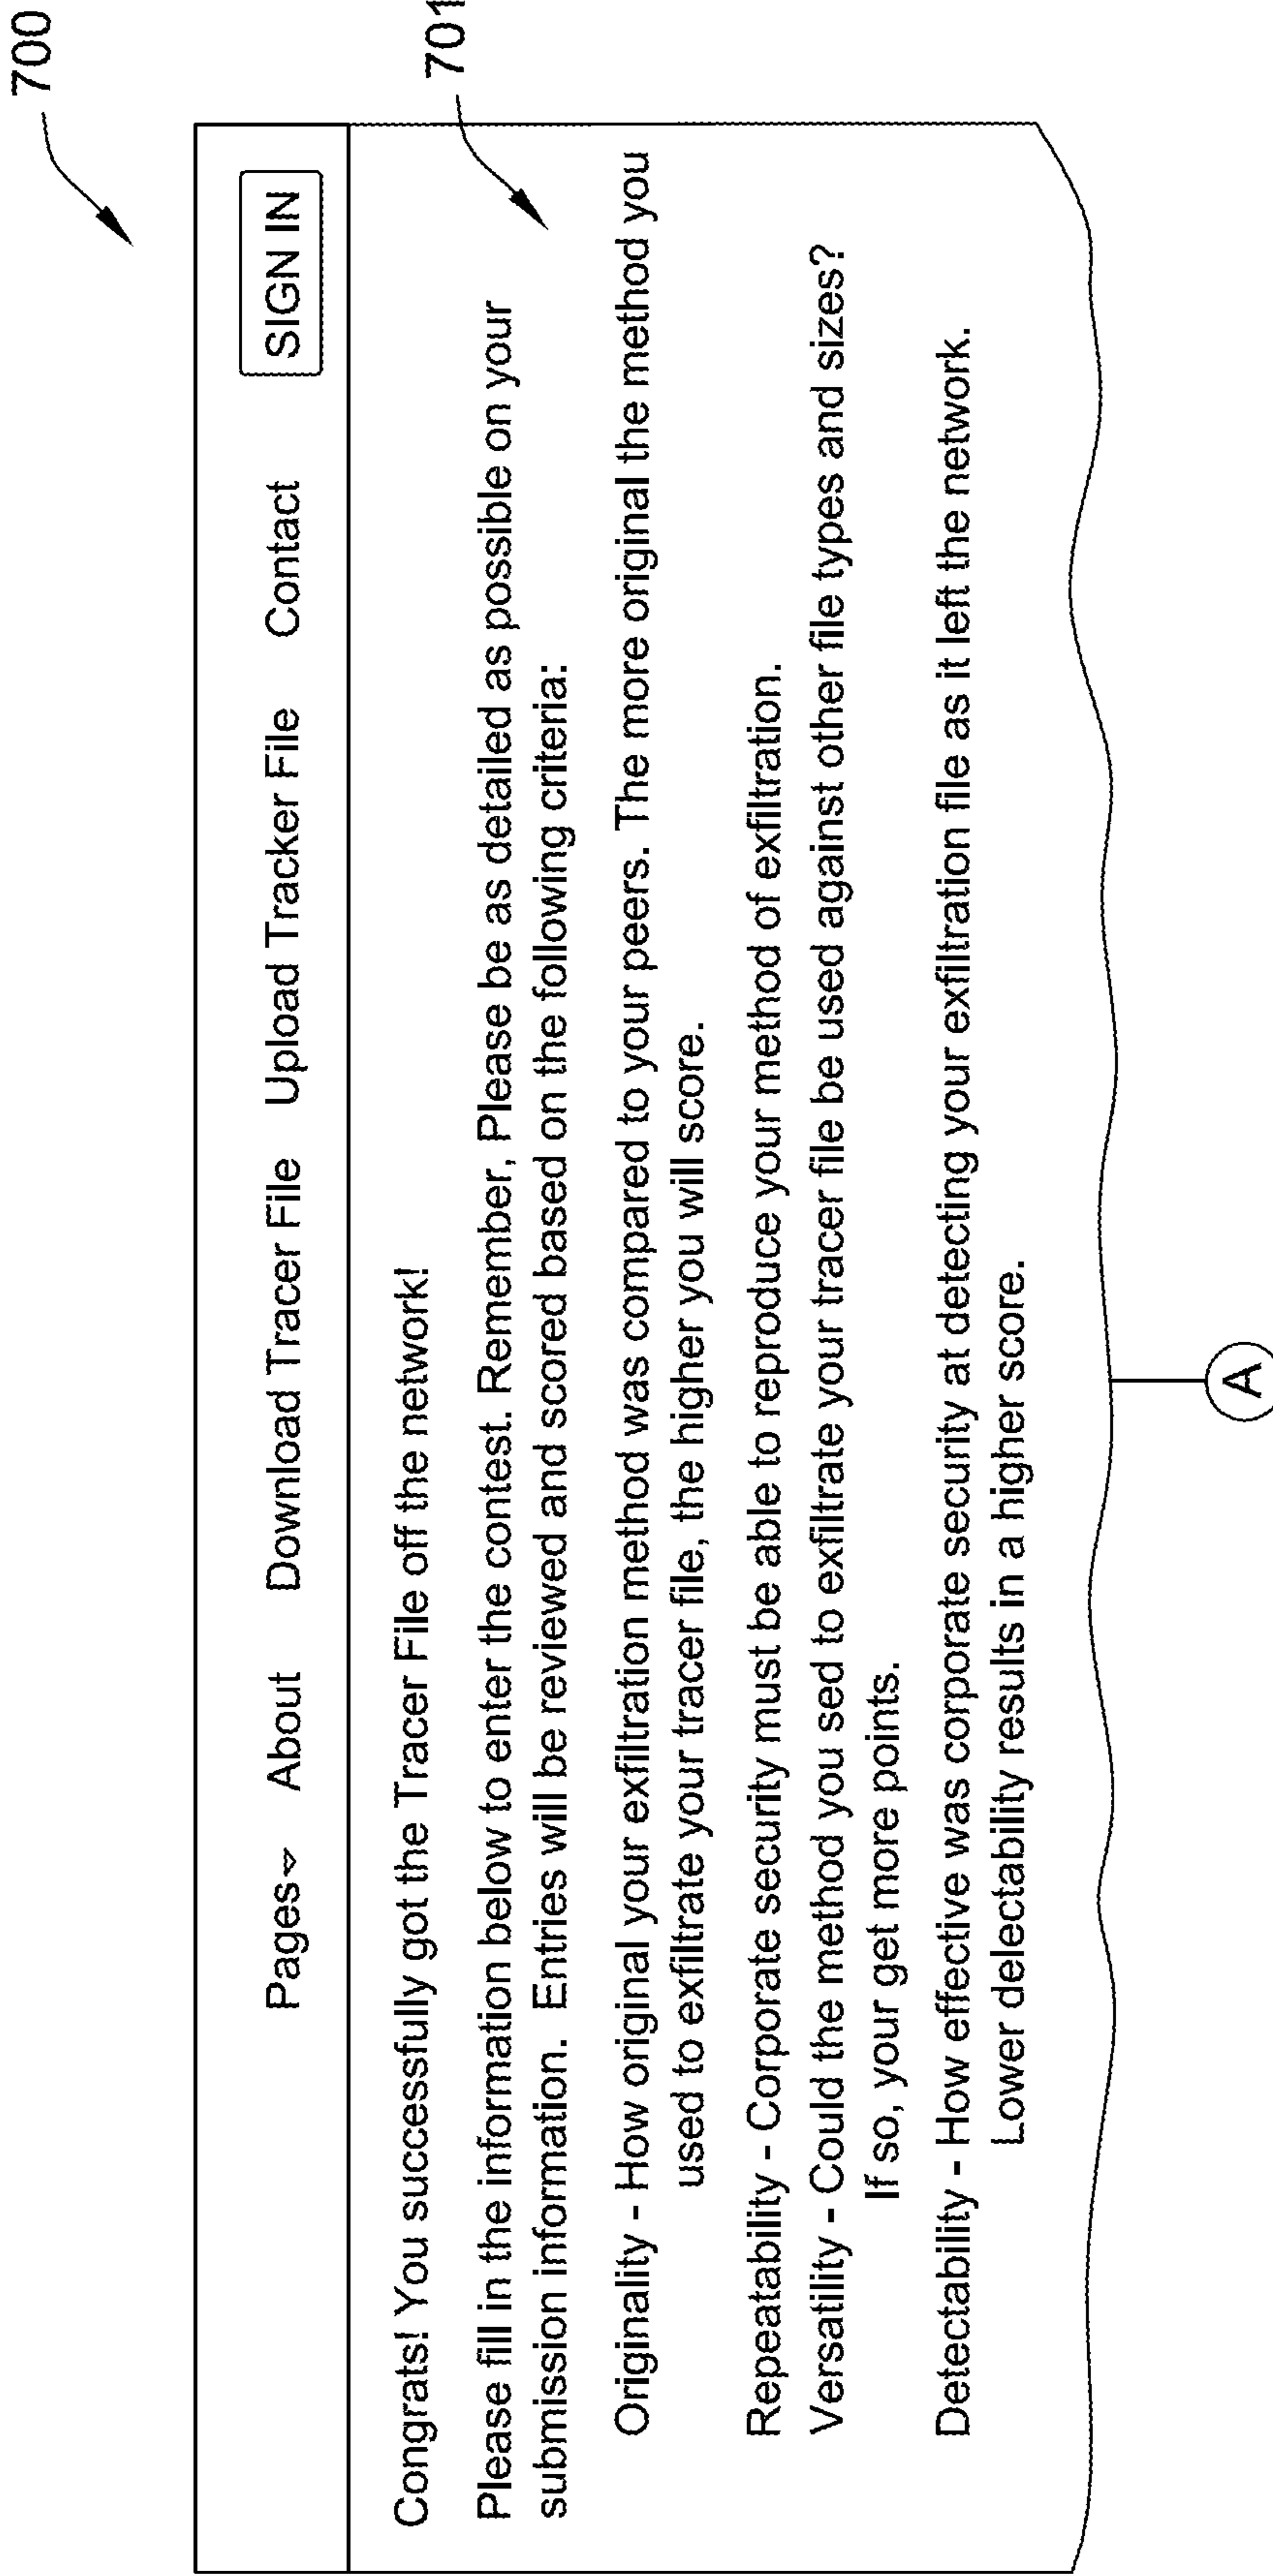 700
Pages About Download Tracer File Upload Tracker File Contact SIGN IN
701
Congrats! You successfully got the Tracer File off the network!
Please fill in the information below to enter the contest. Remember, Please be as detailed as possible on your
submission information. Entries will be reviewed and scored based on the following criteria:
Originality - How original your exfiltration method was compared to your peers. The more original the method you
used to exfiltrate your tracer file, the higher you will score.
Repeatability - Corporate security must be able to reproduce your method of exfiltration.
Versatility - Could the method you sed to exfiltrate your tracer file be used against other file types and sizes?
If so, your get more points.
Detectability - How effective was corporate security at detecting your exfiltration file as it left the network.
Lower delectability results in a higher score.
A